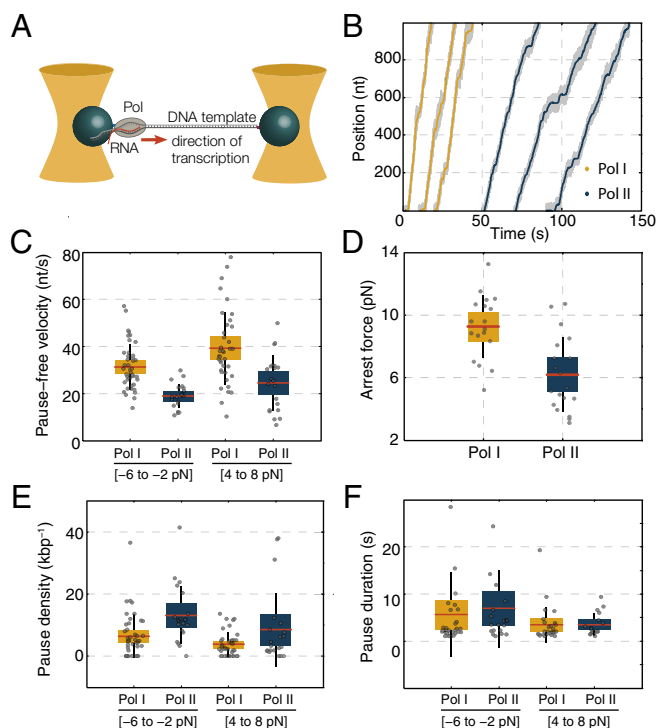 A
Pol
DNA template
RNA
direction of
transcription
B
Position (nt)
800
600
400
200
0
0
50
100
150
Time (s)
Pol I
Pol II
C
Pause-free velocity (nt/s)
80
60
40
20
0
Pol I Pol II Pol I Pol II
[−6 to −2 pN] [4 to 8 pN]
D
Arrest force (pN)
14
10
6
2
Pol I Pol II
E
Pause density (kbp⁻¹)
40
20
0
Pol I Pol II Pol I Pol II
[−6 to −2 pN] [4 to 8 pN]
F
Pause duration (s)
20
10
0
Pol I Pol II Pol I Pol II
[−6 to −2 pN] [4 to 8 pN]